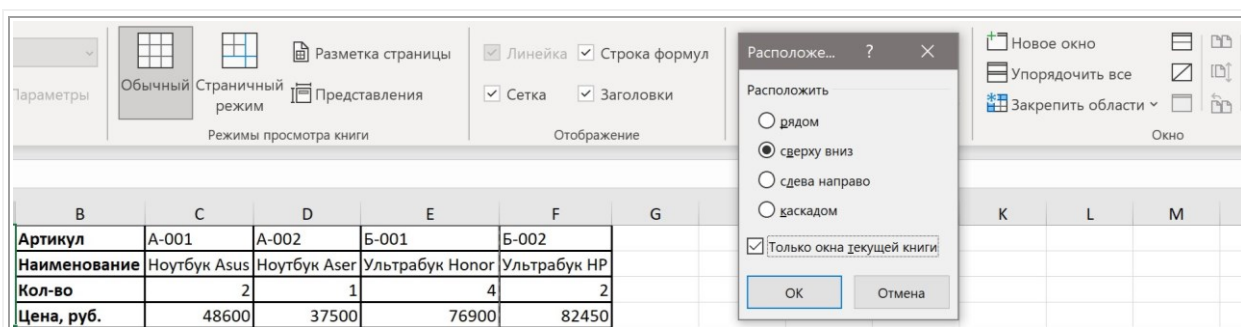 Параметры
Обычный
Страничный
режим
Разметка страницы
Представления
Режимы просмотра книги
Линейка
Строка формул
Сетка
Заголовки
Отображение
Расположе... ? ×
Расположить
рядом
сверху вниз
слева направо
каскадом
Только окна текущей книги
ОК Отмена
Новое окно
Упорядочить все
Закрепить области
Окно
B C D E F G K L M
Артикул А-001 А-002 Б-001 Б-002
Наименование Ноутбук Asus Ноутбук Aser Ультрабук Honor Ультрабук HP
Кол-во 2 1 4 2
Цена, руб. 48600 37500 76900 82450